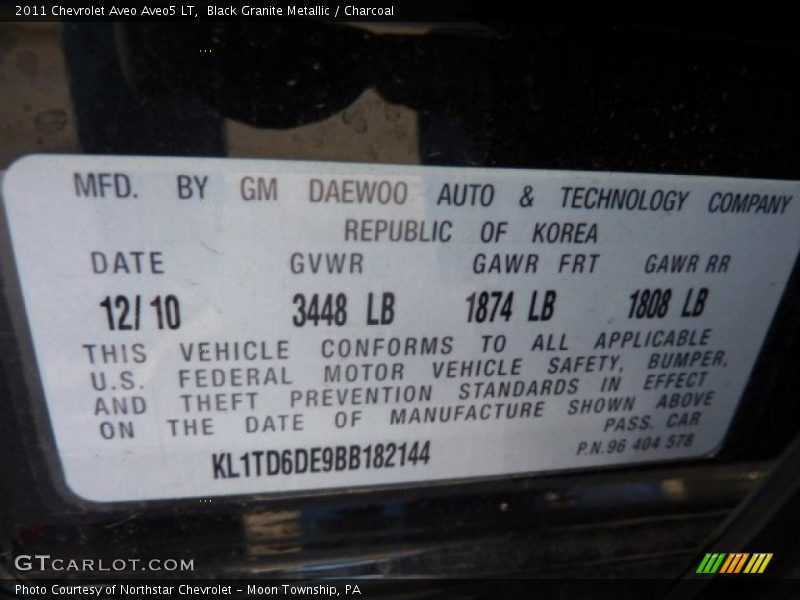 2011 Chevrolet Aveo Aveo5 LT, Black Granite Metallic / Charcoal
MFD. BY GM DAEWOO AUTO & TECHNOLOGY COMPANY
REPUBLIC OF KOREA
DATE GVWR GAWR FRT GAWR RR
12/10 3448 LB 1874 LB 1808 LB
THIS VEHICLE CONFORMS TO ALL APPLICABLE
U.S. FEDERAL MOTOR VEHICLE SAFETY, BUMPER,
AND THEFT PREVENTION STANDARDS IN EFFECT
ON THE DATE OF MANUFACTURE SHOWN ABOVE
PASS. CAR
KL1TD6DE9BB182144
P.N.96 404 578
GTCARLOT.COM
Photo Courtesy of Northstar Chevrolet - Moon Township, PA